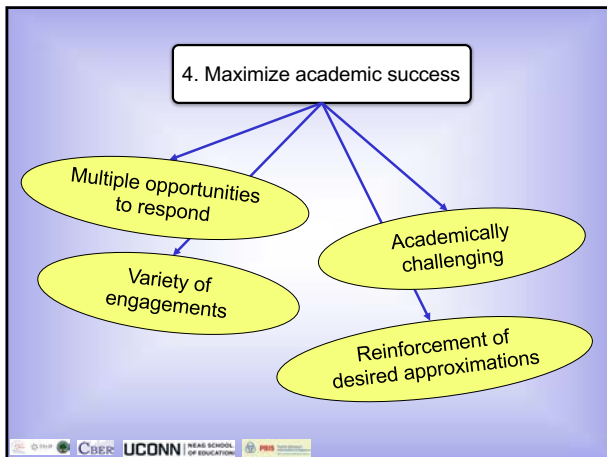 4. Maximize academic success
Multiple opportunities
to respond
Variety of
engagements
Academically
challenging
Reinforcement of
desired approximations
CBER
UCONN
NEAG SCHOOL
OF EDUCATION
PBIS